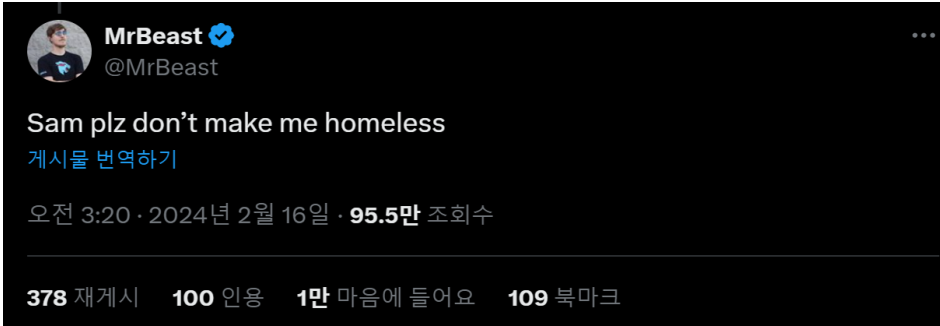 MrBeast
@MrBeast
Sam plz don’t make me homeless
게시물 번역하기
오전 3:20 · 2024년 2월 16일 · 95.5만 조회수
378 재게시 100 인용 1만 마음에 들어요 109 북마크